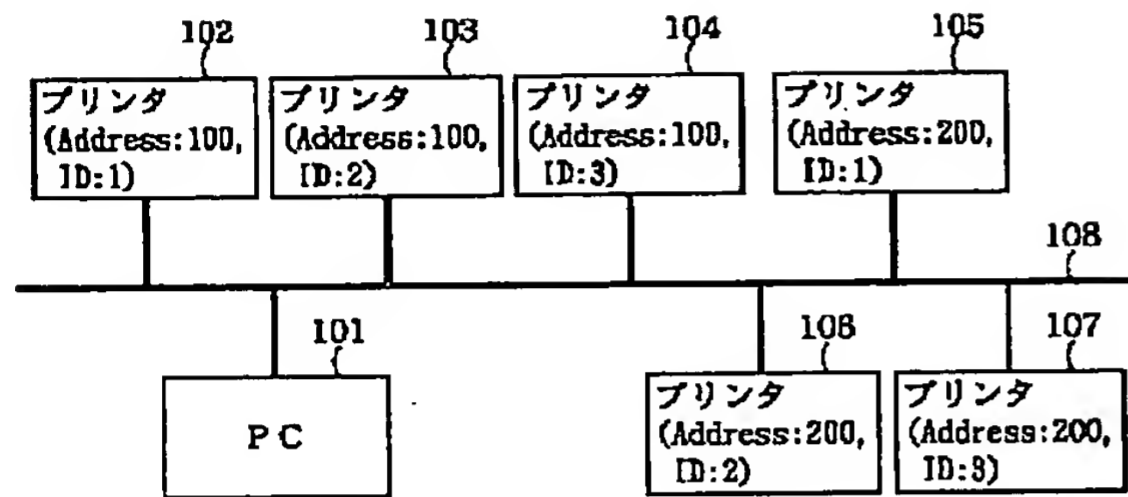 102
プリンタ
(Address:100,
ID:1)
103
プリンタ
(Address:100,
ID:2)
104
プリンタ
(Address:100,
ID:3)
105
プリンタ
(Address:200,
ID:1)
108
101
PC
106
プリンタ
(Address:200,
ID:2)
107
プリンタ
(Address:200,
ID:3)